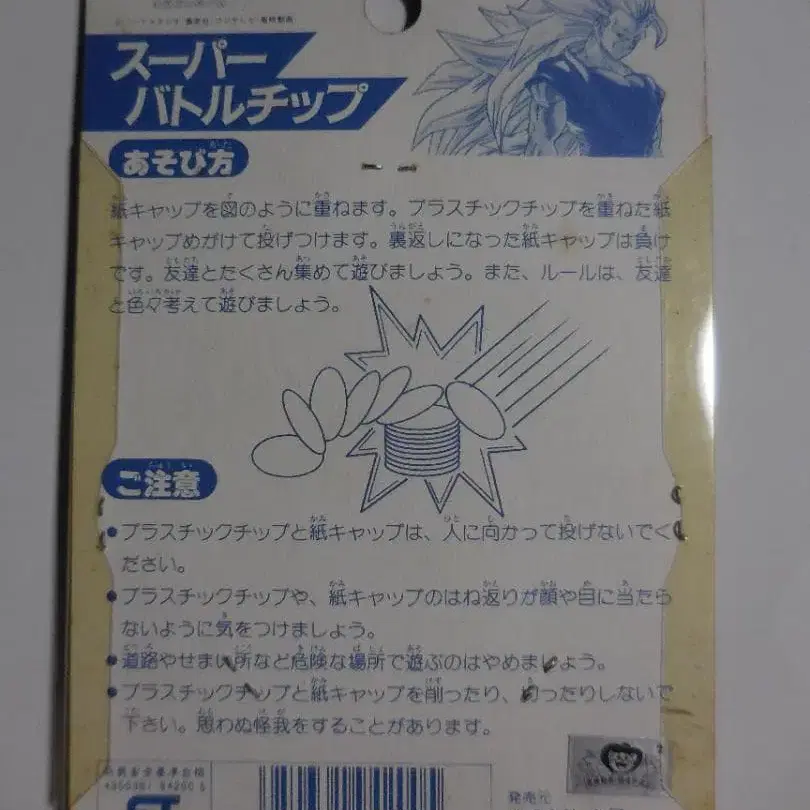 スーパー
バトルチップ
あそび方
紙キャップを図のように重ねます。プラスチックチップを重ねた紙
キャップめがけて投げつけます。裏返しになった紙キャップは負け
です。友達とたくさん集めて遊びましょう。また、ルールは、友達
と色々考えて遊びましょう。
ご注意
●プラスチックチップと紙キャップは、人に向かって投げないでく
ださい。
●プラスチックチップや、紙キャップのはね返りが顔や目に当たら
ないように気をつけましょう。
●道路やせまい所など危険な場所で遊ぶのはやめましょう。
●プラスチックチップと紙キャップを削ったり、切ったりしないで
下さい。思わぬ怪我をすることがあります。
発売元